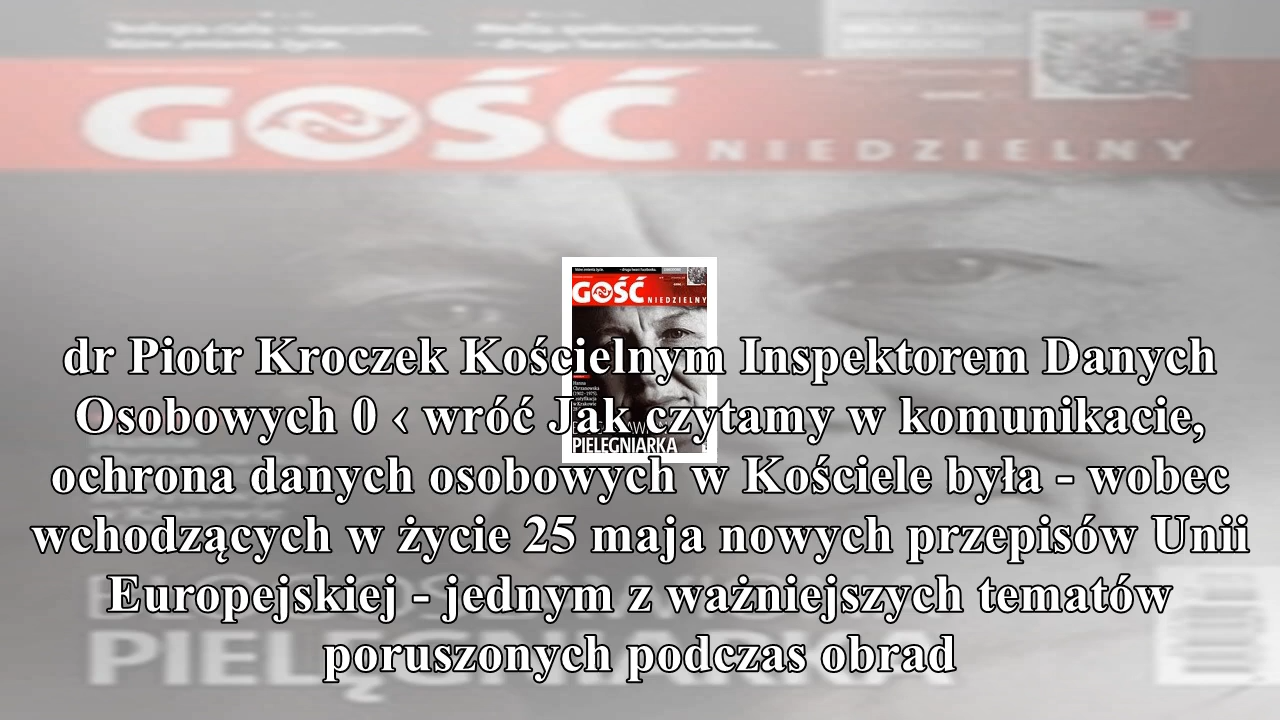 GOŚĆ
NIEDZIELNY
GOŚĆ NIEDZIELNY
dr Piotr Kroczek Kościelnym Inspektorem Danych
Osobowych 0 ‹ wróć Jak czytamy w komunikacie,
ochrona danych osobowych w Kościele była - wobec
wchodzących w życie 25 maja nowych przepisów Unii
Europejskiej - jednym z ważniejszych tematów
poruszonych podczas obrad
PIELĘGNIARKA
PIELĘGNIARKA